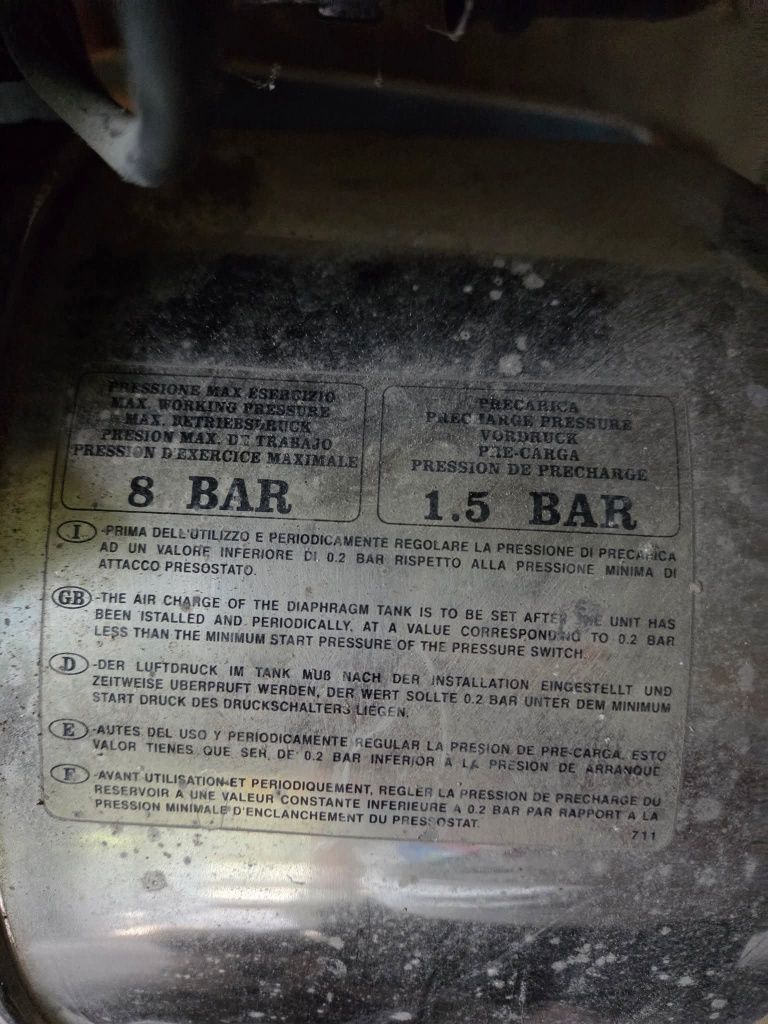 PRESSIONE MAX ESERCIZIO
MAX. WORKING PRESSURE
MAX. BETRIEBSDRUCK
PRESION MAX. DE TRABAJO
PRESSION D'EXERCICE MAXIMALE
8 BAR
PRECARICA
PRECHARGE PRESSURE
VORDRUCK
PRE-CARGA
PRESSION DE PRECHARGE
1.5 BAR
I -PRIMA DELL'UTILIZZO E PERIODICAMENTE REGOLARE LA PRESSIONE DI PRECARICA
AD UN VALORE INFERIORE DI 0.2 BAR RISPETTO ALLA PRESSIONE MINIMA DI
ATTACCO PRESOSTATO.
GB -THE AIR CHARGE OF THE DIAPHRAGM TANK IS TO BE SET AFTER THE UNIT HAS
BEEN ISTALLED AND PERIODICALLY, AT A VALUE CORRESPONDING TO 0.2 BAR
LESS THAN THE MINIMUM START PRESSURE OF THE PRESSURE SWITCH.
D -DER LUFTDRUCK IM TANK MUß NACH DER INSTALLATION EINGESTELLT UND
ZEITWEISE UBERPRUFT WERDEN, DER WERT SOLLTE 0.2 BAR UNTER DEM MINIMUM
START DRUCK DES DRUCKSCHALTERS LIEGEN.
E -AUTES DEL USO Y PERIODICAMENTE REGULAR LA PRESION DE PRE-CARGA. ESTO
VALOR TIENES QUE SER, DE 0.2 BAR INFERIOR A LA PRESION DE ARRANQUE
F -AVANT UTILISATION ET PERIODIQUEMENT, REGLER LA PRESSION DE PRECHARGE DU
RESERVOIR A UNE VALEUR CONSTANTE INFERIEURE A 0.2 BAR PAR RAPPORT A LA
PRESSION MINIMALE D'ENCLANCHEMENT DU PRESSOSTAT.
711